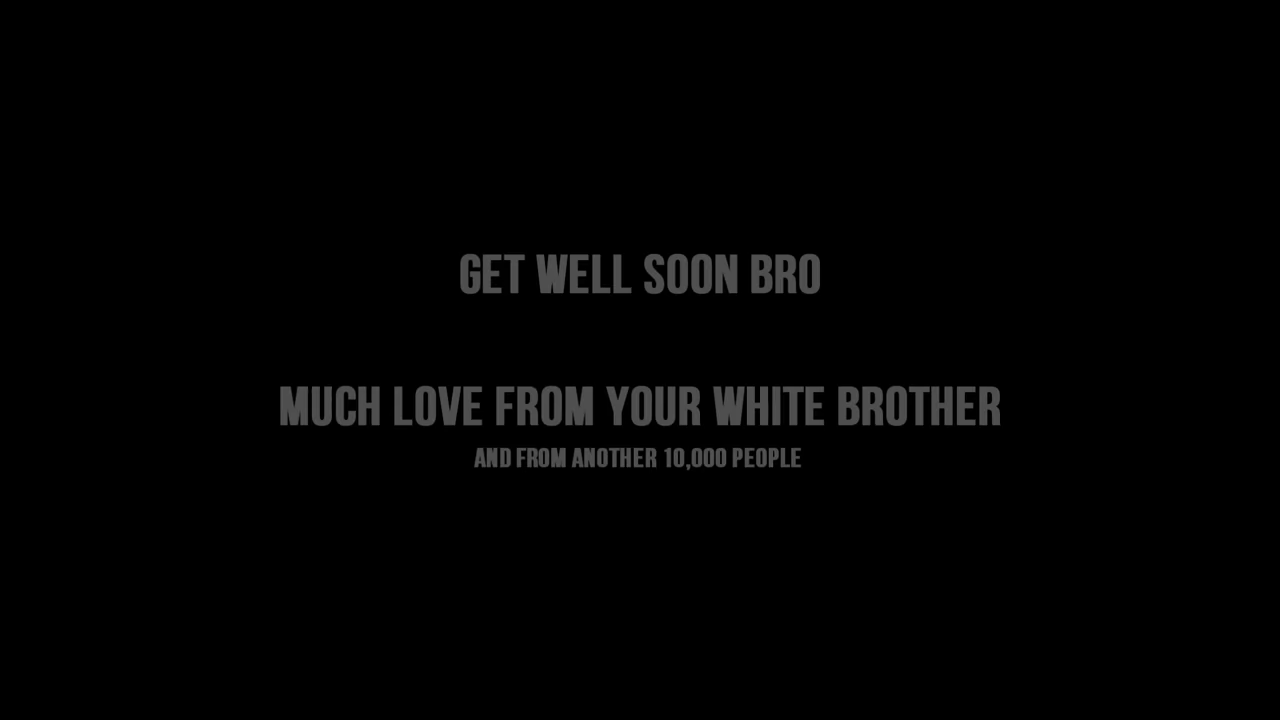 GET WELL SOON BRO
MUCH LOVE FROM YOUR WHITE BROTHER
AND FROM ANOTHER 10,000 PEOPLE